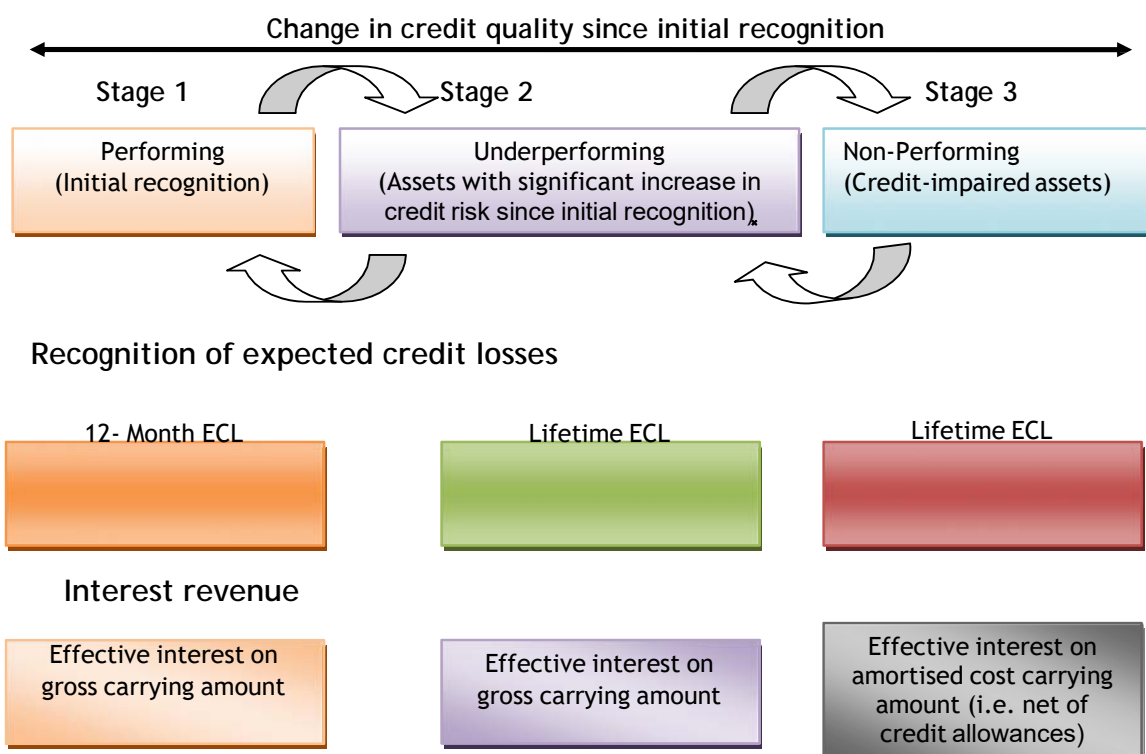 Change in credit quality since initial recognition
Stage 1
Stage 2
Stage 3
Performing
(Initial recognition)
Underperforming
(Assets with significant increase in
credit risk since initial recognition)
Non-Performing
(Credit-impaired assets)
Recognition of expected credit losses
12- Month ECL
Lifetime ECL
Lifetime ECL
Interest revenue
Effective interest on
gross carrying amount
Effective interest on
gross carrying amount
Effective interest on
amortised cost carrying
amount (i.e. net of
credit allowances)